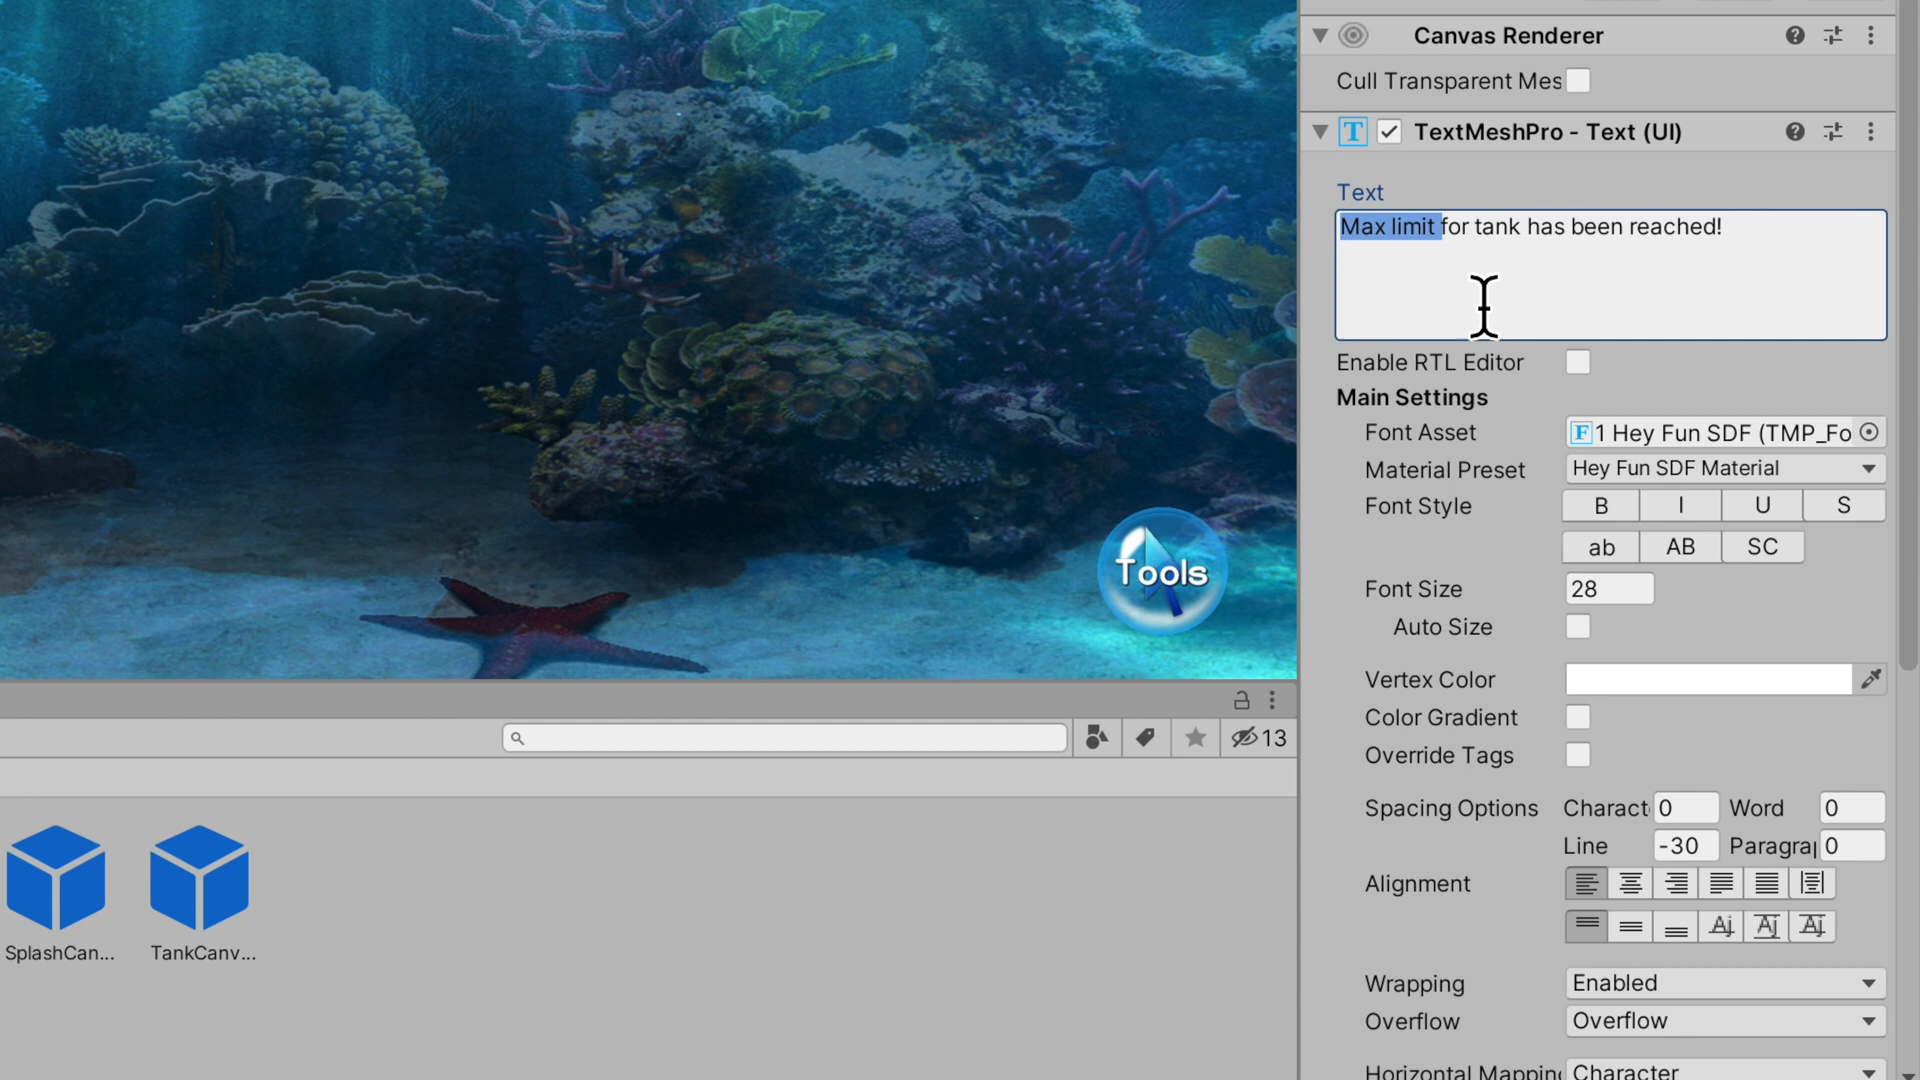 Canvas Renderer
Cull Transparent Mes
T TextMeshPro - Text (UI)
Text
Max limit for tank has been reached!
Enable RTL Editor
Main Settings
Font Asset F 1 Hey Fun SDF (TMP_Fo
Material Preset Hey Fun SDF Material
Font Style B I U S
ab AB SC
Tools
Font Size 28
Auto Size
Vertex Color
Color Gradient
Override Tags
13
Spacing Options Charact 0 Word 0
Line -30 Paragra 0
Alignment
SplashCan...
TankCanv...
Wrapping Enabled
Overflow Overflow
Horizontal Mapping Character